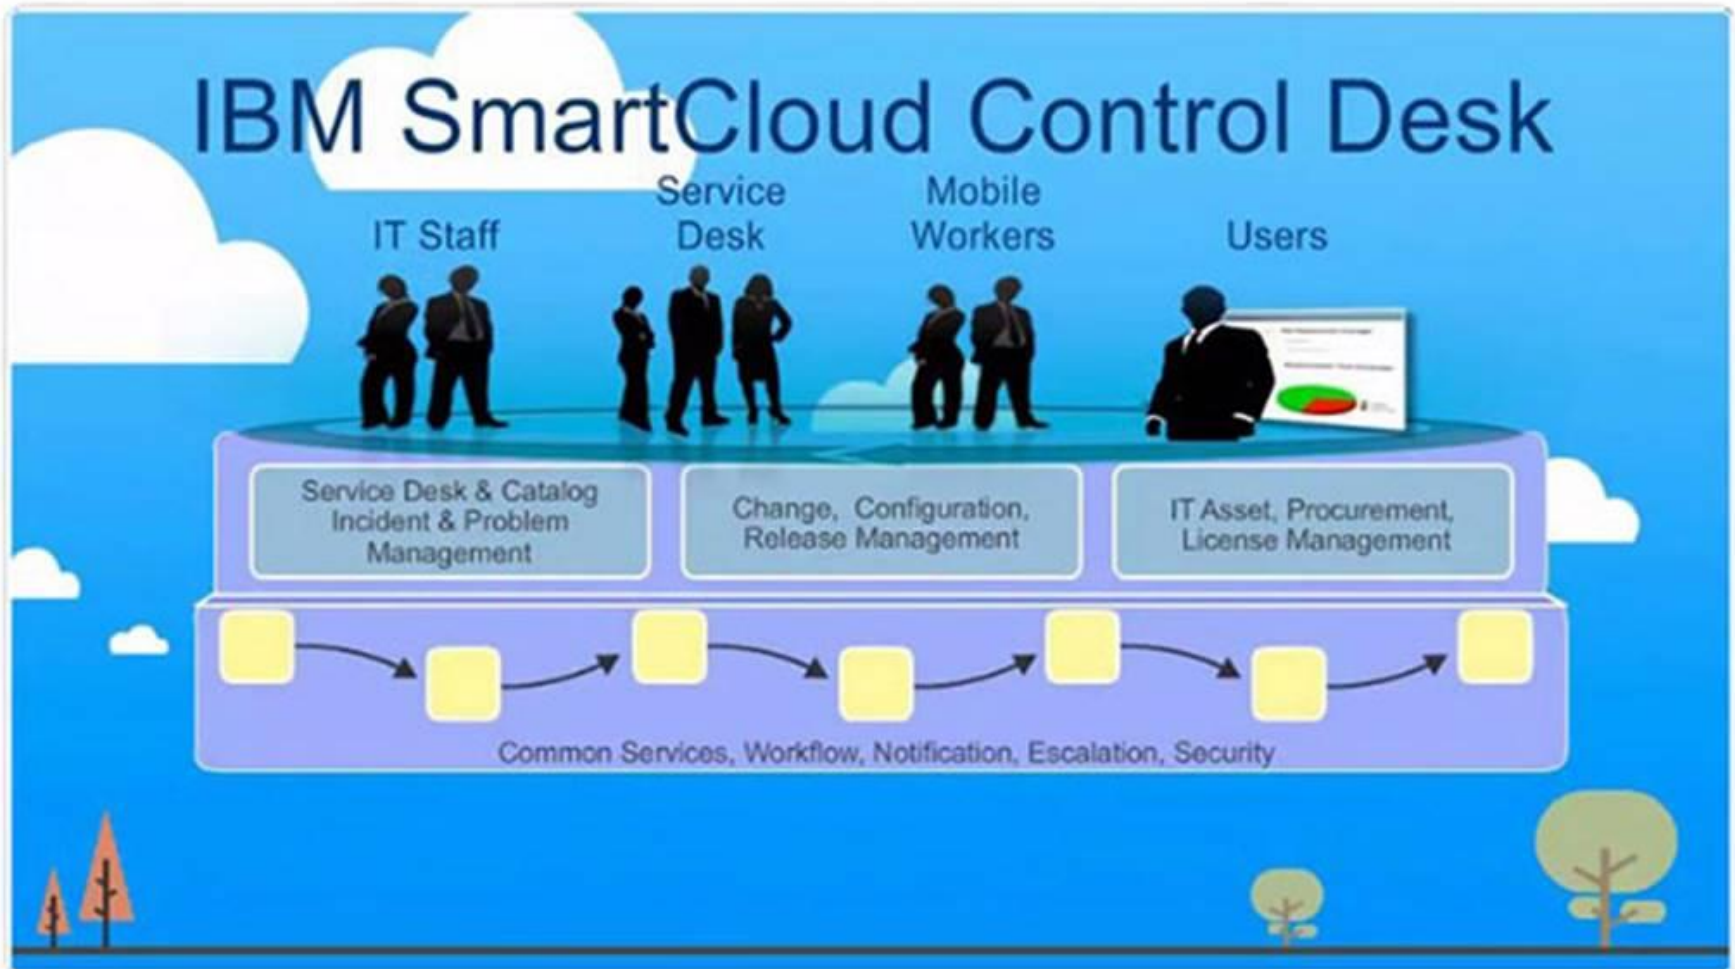 IBM SmartCloud Control Desk
IT Staff
Service
Desk
Mobile
Workers
Users
Service Desk & Catalog
Incident & Problem
Management
Change, Configuration,
Release Management
IT Asset, Procurement,
License Management
Common Services, Workflow, Notification, Escalation, Security